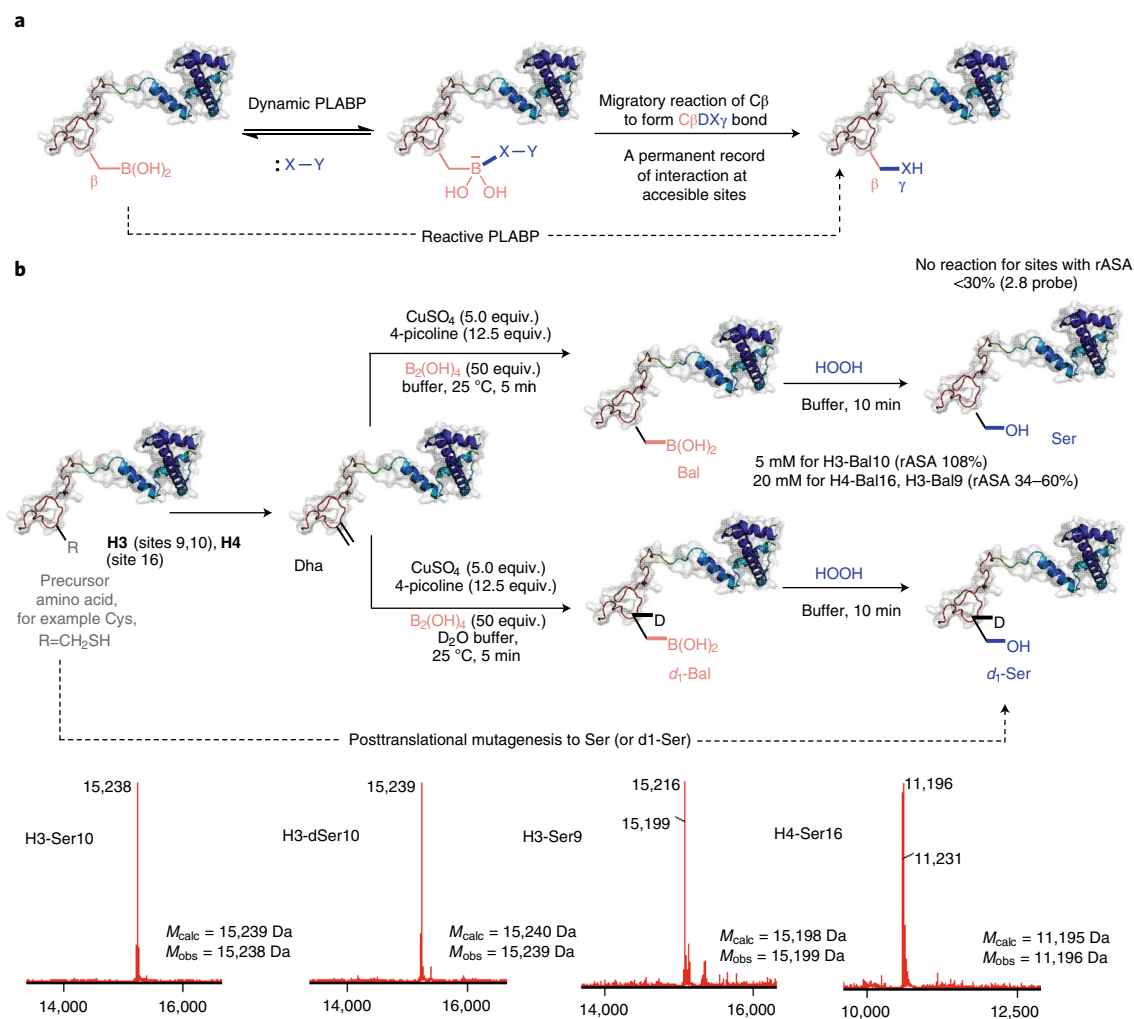 a
Dynamic PLABP
:X–Y
B(OH)₂
β
X–Y
B
–
HO
OH
Migratory reaction of Cβ
to form CβDXγ bond
A permanent record
of interaction at
accesible sites
XH
β
γ
Reactive PLABP
b
No reaction for sites with rASA
<30% (2.8 probe)
CuSO₄ (5.0 equiv.)
4-picoline (12.5 equiv.)
B₂(OH)₄ (50 equiv.)
buffer, 25 °C, 5 min
HOOH
Buffer, 10 min
B(OH)₂
Bal
OH
Ser
5 mM for H3-Bal10 (rASA 108%)
20 mM for H4-Bal16, H3-Bal9 (rASA 34–60%)
R
H3 (sites 9,10), H4
(site 16)
Dha
Precursor
amino acid,
for example Cys,
R=CH₂SH
CuSO₄ (5.0 equiv.)
4-picoline (12.5 equiv.)
B₂(OH)₄ (50 equiv.)
D₂O buffer,
25 °C, 5 min
HOOH
Buffer, 10 min
D
B(OH)₂
d₁-Bal
D
OH
d₁-Ser
Posttranslational mutagenesis to Ser (or d1-Ser)
15,238
H3-Ser10
Mcalc = 15,239 Da
Mobs = 15,238 Da
14,000 16,000
15,239
H3-dSer10
Mcalc = 15,240 Da
Mobs = 15,239 Da
14,000 16,000
15,216
15,199
H3-Ser9
Mcalc = 15,198 Da
Mobs = 15,199 Da
14,000 16,000
11,196
11,231
H4-Ser16
Mcalc = 11,195 Da
Mobs = 11,196 Da
10,000 12,500